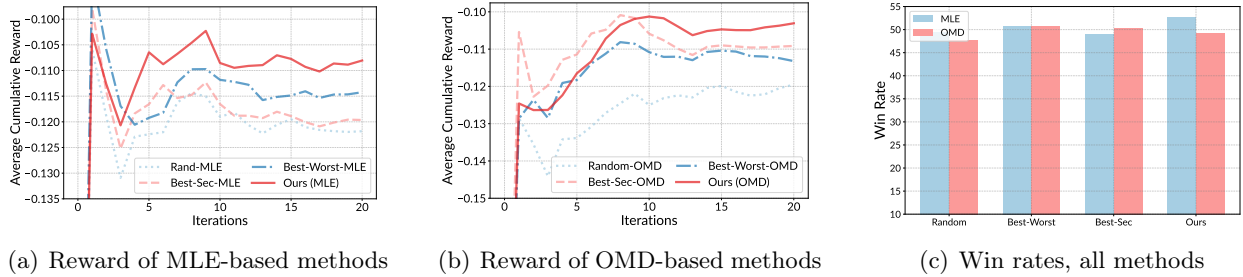 −0.100
−0.105
−0.110
−0.115
−0.120
−0.125
−0.130
−0.135
Average Cumulative Reward
0 5 10 15 20
Iterations
Rand-MLE Best-Worst-MLE
Best-Sec-MLE Ours (MLE)
(a) Reward of MLE-based methods
−0.10
−0.11
−0.12
−0.13
−0.14
−0.15
Average Cumulative Reward
0 5 10 15 20
Iterations
Random-OMD Best-Worst-OMD
Best-Sec-OMD Ours (OMD)
(b) Reward of OMD-based methods
55
50
45
40
35
30
25
20
15
10
Win Rate
MLE
OMD
Random Best-Worst Best-Sec Ours
(c) Win rates, all methods